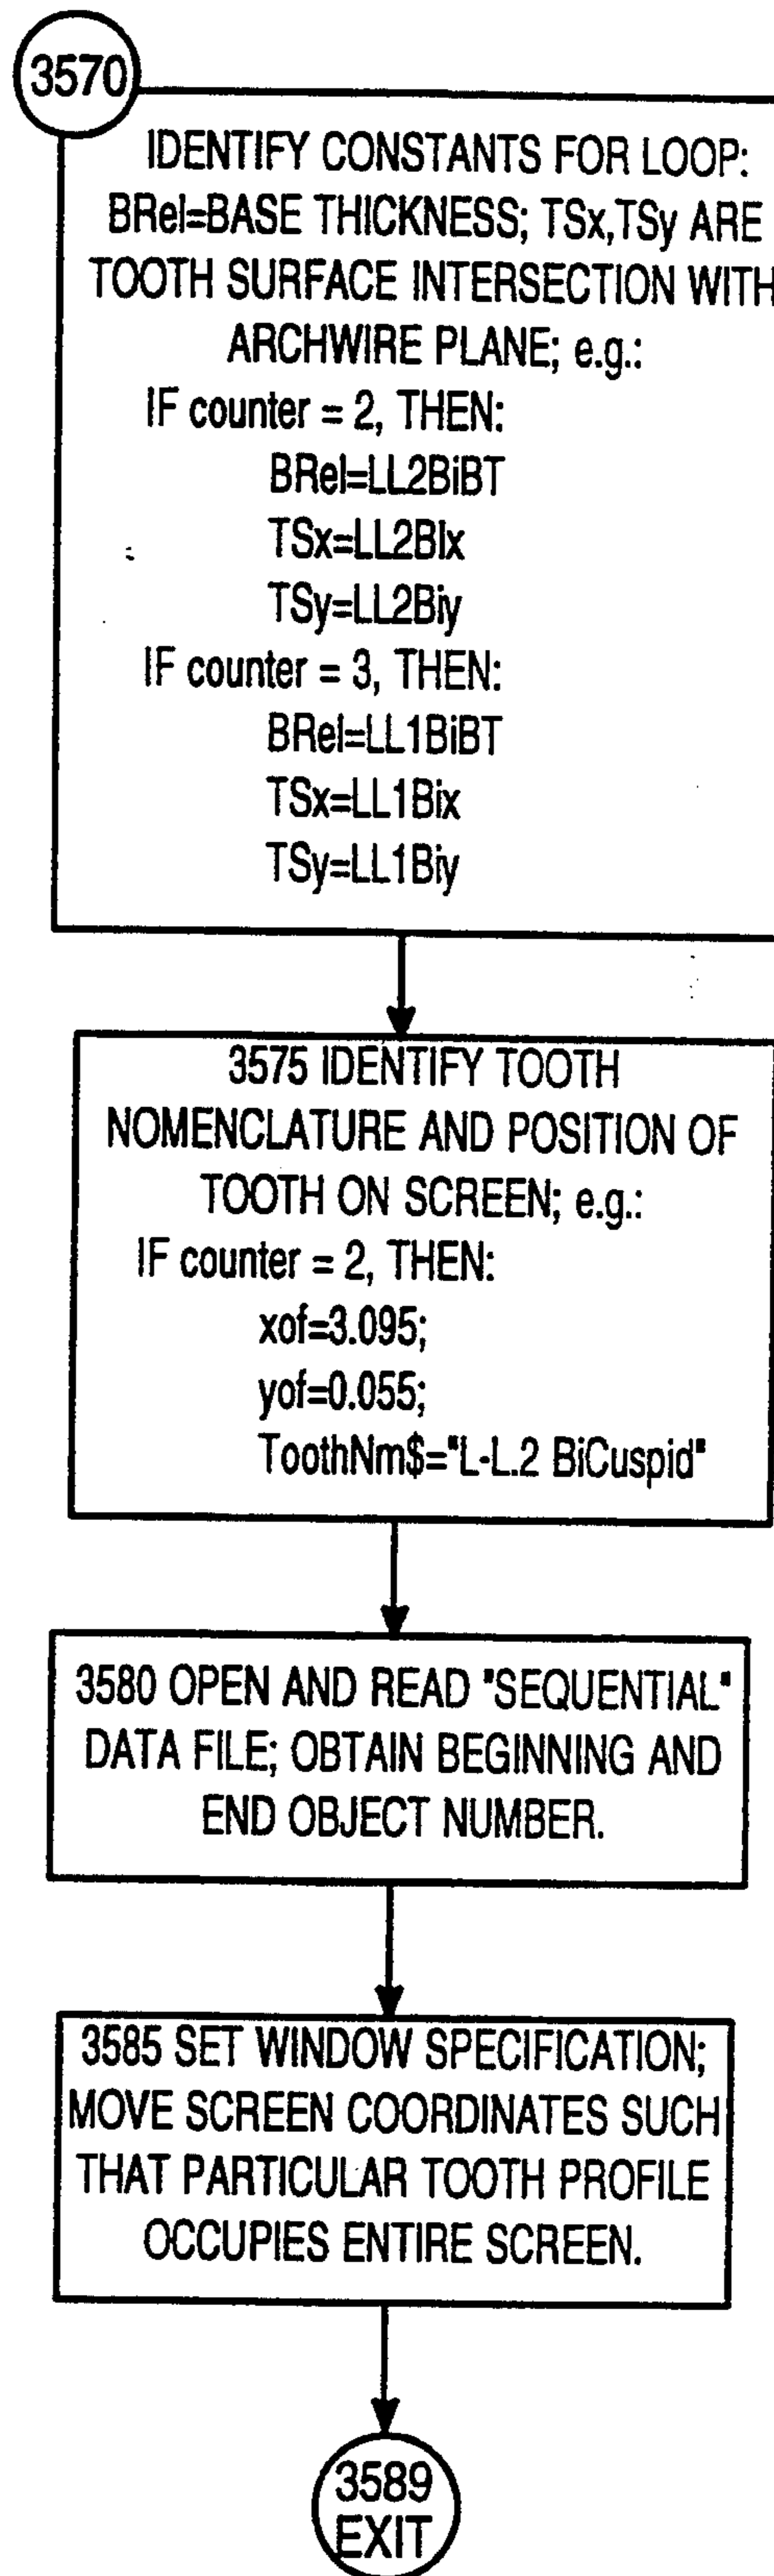 3570
IDENTIFY CONSTANTS FOR LOOP:
BRel=BASE THICKNESS; TSx,TSy ARE
TOOTH SURFACE INTERSECTION WITH
ARCHWIRE PLANE; e.g.:
IF counter = 2, THEN:
BRel=LL2BiBT
TSx=LL2BIx
TSy=LL2Biy
IF counter = 3, THEN:
BRel=LL1BiBT
TSx=LL1Bix
TSy=LL1Biy
3575 IDENTIFY TOOTH
NOMENCLATURE AND POSITION OF
TOOTH ON SCREEN; e.g.:
IF counter = 2, THEN:
xof=3.095;
yof=0.055;
ToothNm$="L-L.2 BiCuspid"
3580 OPEN AND READ "SEQUENTIAL"
DATA FILE; OBTAIN BEGINNING AND
END OBJECT NUMBER.
3585 SET WINDOW SPECIFICATION;
MOVE SCREEN COORDINATES SUCH
THAT PARTICULAR TOOTH PROFILE
OCCUPIES ENTIRE SCREEN.
3589
EXIT